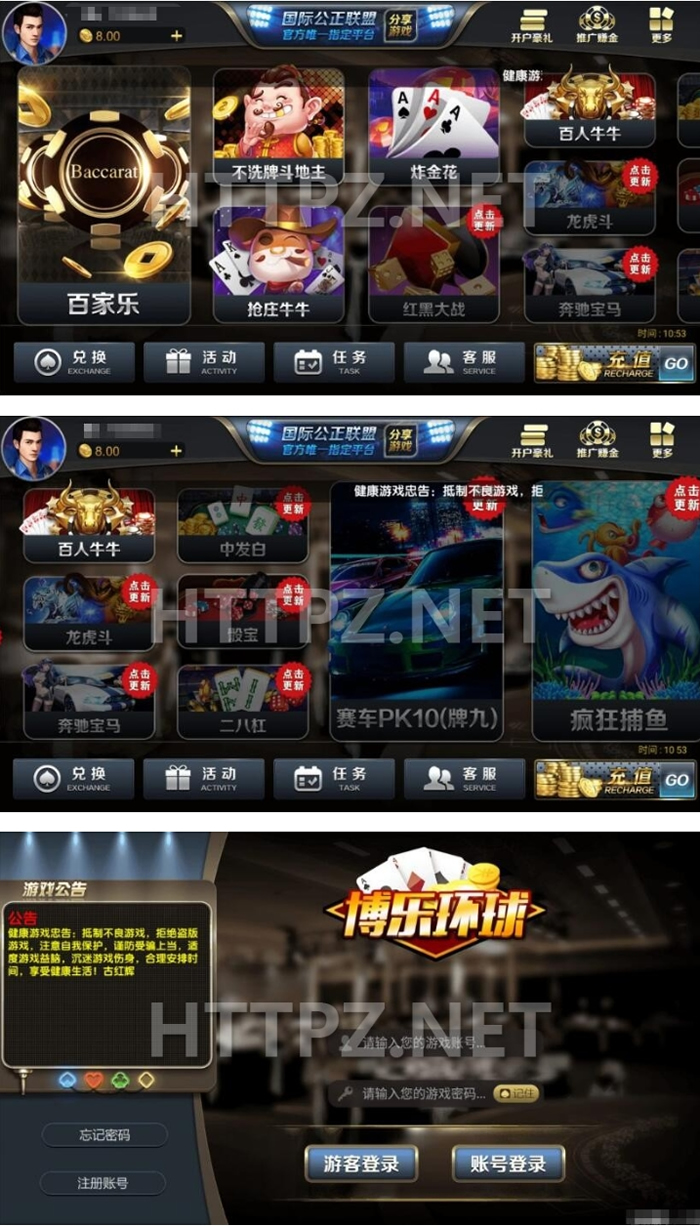 国际公正联盟
官方唯一指定平台
分享
游戏
8.00
+
开户豪礼
推广赚金
更多
健康游
Baccarat
百家乐
不洗牌斗地主
炸金花
百人牛牛
抢庄牛牛
红黑大战
点击
更新
龙虎斗
点击
更新
奔驰宝马
点击
更新
HTTPZ.NET
时间:10:53
兑换
EXCHANGE
活动
ACTIVITY
任务
TASK
客服
SERVICE
充值
RECHARGE
GO
国际公正联盟
官方唯一指定平台
分享
游戏
8.00
+
开户豪礼
推广赚金
更多
健康游戏忠告：抵制不良游戏，拒
百人牛牛
中发白
点击
更新
龙虎斗
点击
更新
骰宝
点击
更新
奔驰宝马
点击
更新
二八杠
点击
更新
赛车PK10(牌九)
更新
疯狂捕鱼
点击
更新
HTTPZ.NET
时间:10:53
兑换
EXCHANGE
活动
ACTIVITY
任务
TASK
客服
SERVICE
充值
RECHARGE
GO
游戏公告
公告
健康游戏忠告：抵制不良游戏，拒绝盗版
游戏，注意自我保护，谨防受骗上当，适
度游戏益脑，沉迷游戏伤身，合理安排时
间，享受健康生活！古红辉
博乐环球
HTTPZ.NET
请输入您的游戏账号...
请输入您的游戏密码...
记住
忘记密码
注册账号
游客登录
账号登录